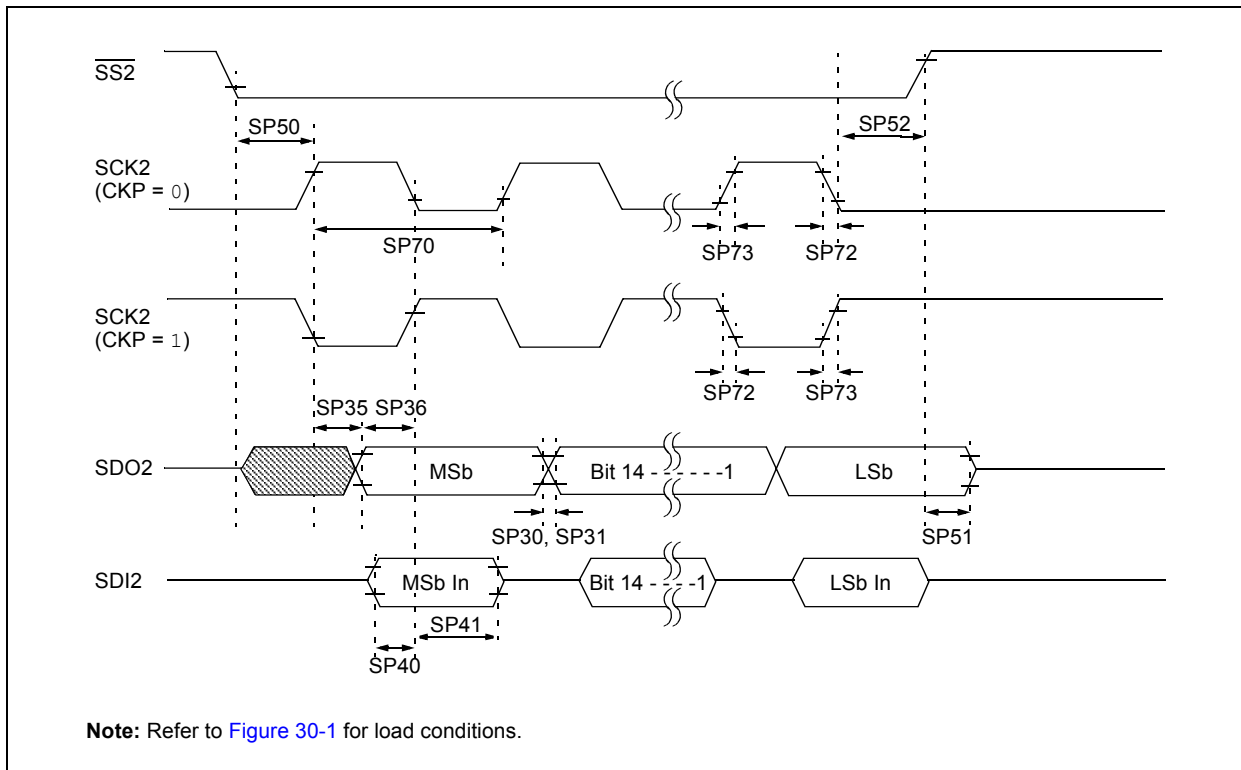 SS2
SP50
SP52
SCK2
(CKP = 0)
SP70
SP73
SP72
SCK2
(CKP = 1)
SP72
SP73
SP35 SP36
SDO2
MSb
Bit 14 - - - - - -1
LSb
SP30, SP31
SP51
SDI2
MSb In
Bit 14 - - - -1
LSb In
SP41
SP40
Note: Refer to Figure 30-1 for load conditions.